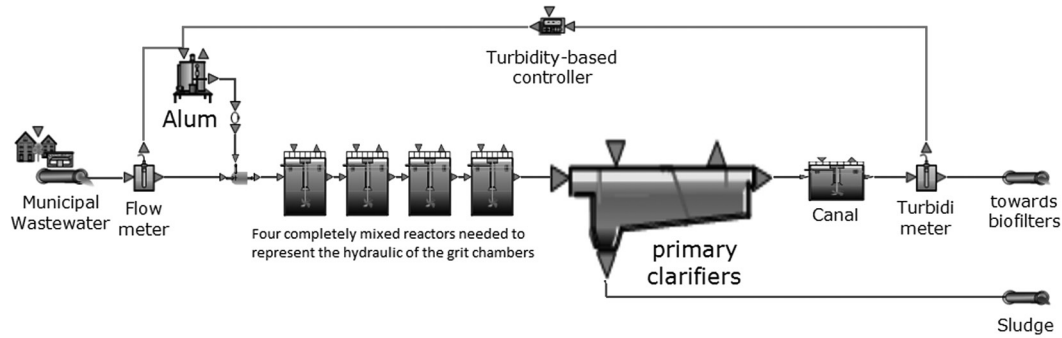 Turbidity-based
controller
Alum
Municipal
Wastewater
Flow
meter
Four completely mixed reactors needed to
represent the hydraulic of the grit chambers
primary
clarifiers
Canal
Turbidi
meter
towards
biofilters
Sludge